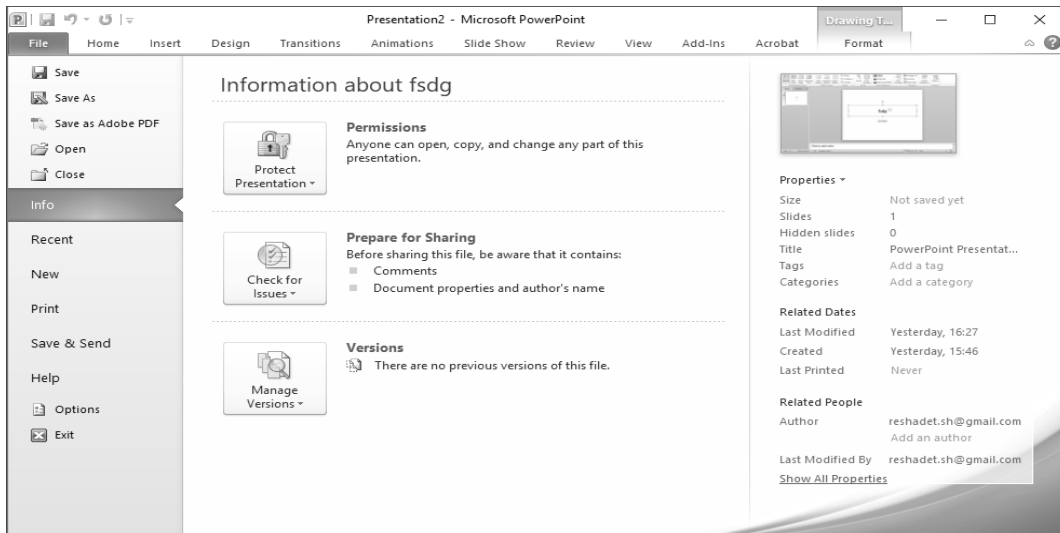 Presentation2 - Microsoft PowerPoint
Drawing T...
File Home Insert Design Transitions Animations Slide Show Review View Add-Ins Acrobat Format
Save
Save As
Save as Adobe PDF
Open
Close
Info
Recent
New
Print
Save & Send
Help
Options
Exit
Information about fsdg
Protect
Presentation
Permissions
Anyone can open, copy, and change any part of this
presentation.
Check for
Issues
Prepare for Sharing
Before sharing this file, be aware that it contains:
Comments
Document properties and author's name
Manage
Versions
Versions
There are no previous versions of this file.
Properties
Size Not saved yet
Slides 1
Hidden slides 0
Title PowerPoint Presentat...
Tags Add a tag
Categories Add a category
Related Dates
Last Modified Yesterday, 16:27
Created Yesterday, 15:46
Last Printed Never
Related People
Author reshadet.sh@gmail.com
Add an author
Last Modified By reshadet.sh@gmail.com
Show All Properties